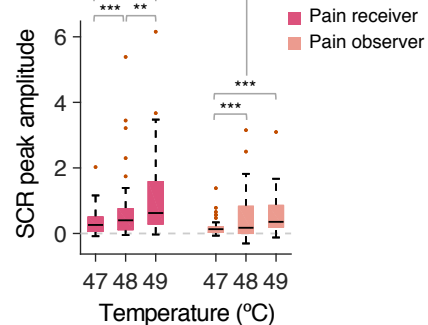 Pain receiver
Pain observer
*** **
***
***
SCR peak amplitude
6
4
2
0
47 48 49 47 48 49
Temperature (ºC)